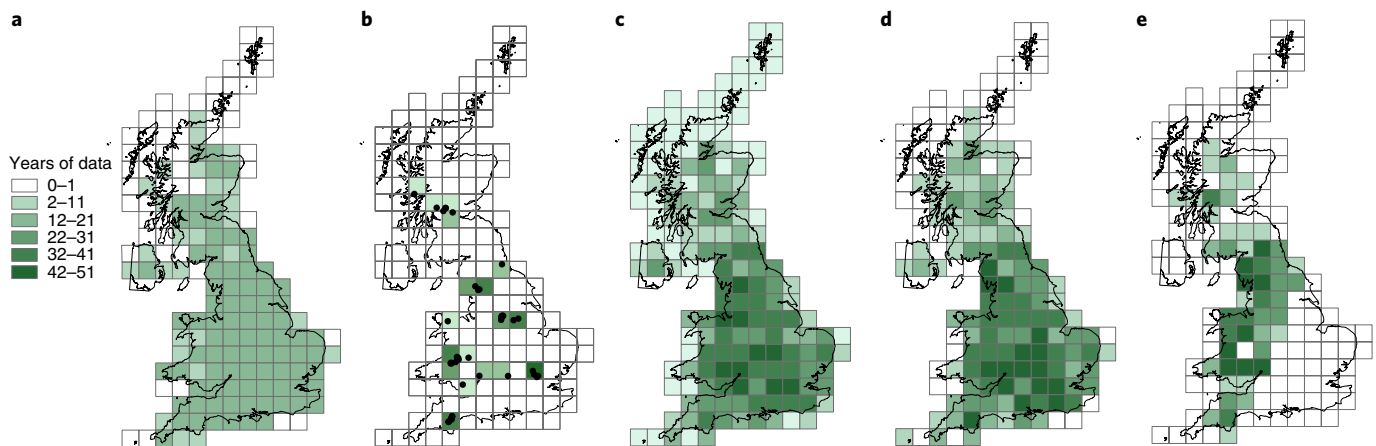 a
b
c
d
e
Years of data
0–1
2–11
12–21
22–31
32–41
42–51